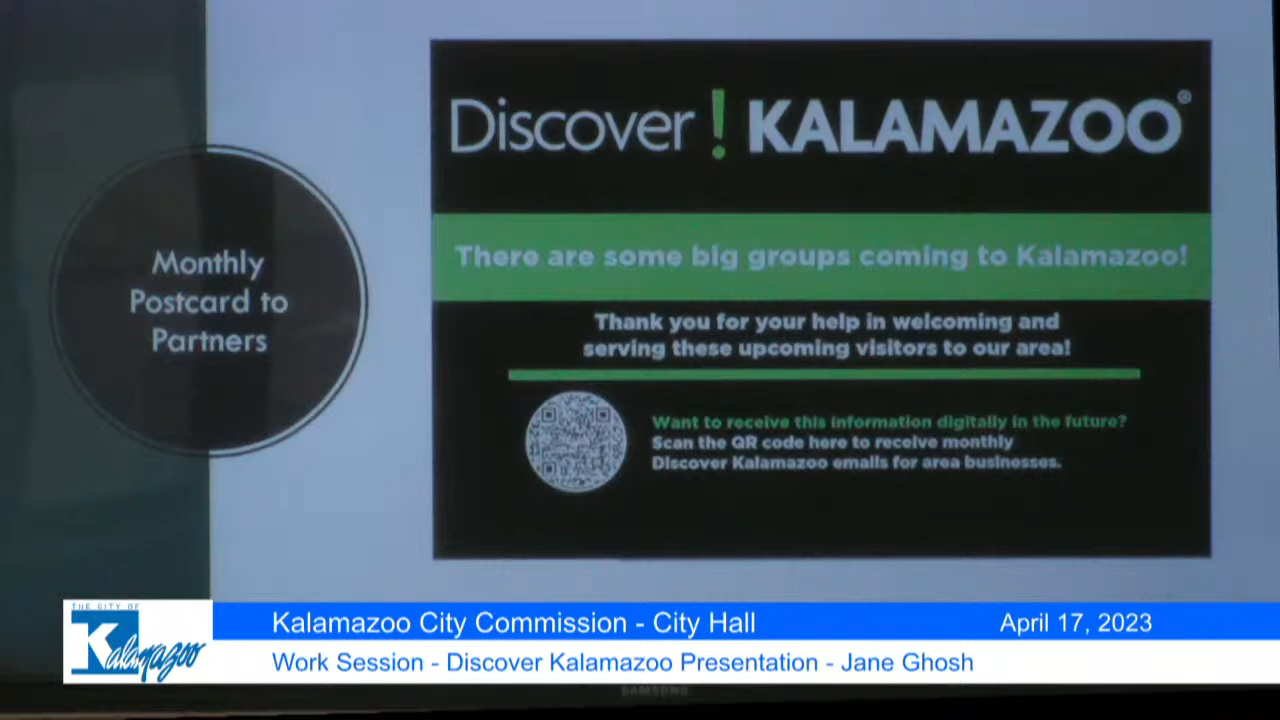 Discover ! KALAMAZOO®
There are some big groups coming to Kalamazoo!
Monthly
Postcard to
Partners
Thank you for your help in welcoming and
serving these upcoming visitors to our area!
Want to receive this information digitally in the future?
Scan the QR code here to receive monthly
Discover Kalamazoo emails for area businesses.
THE CITY OF
Kalamazoo
Kalamazoo City Commission - City Hall
April 17, 2023
Work Session - Discover Kalamazoo Presentation - Jane Ghosh
SAMSUNG